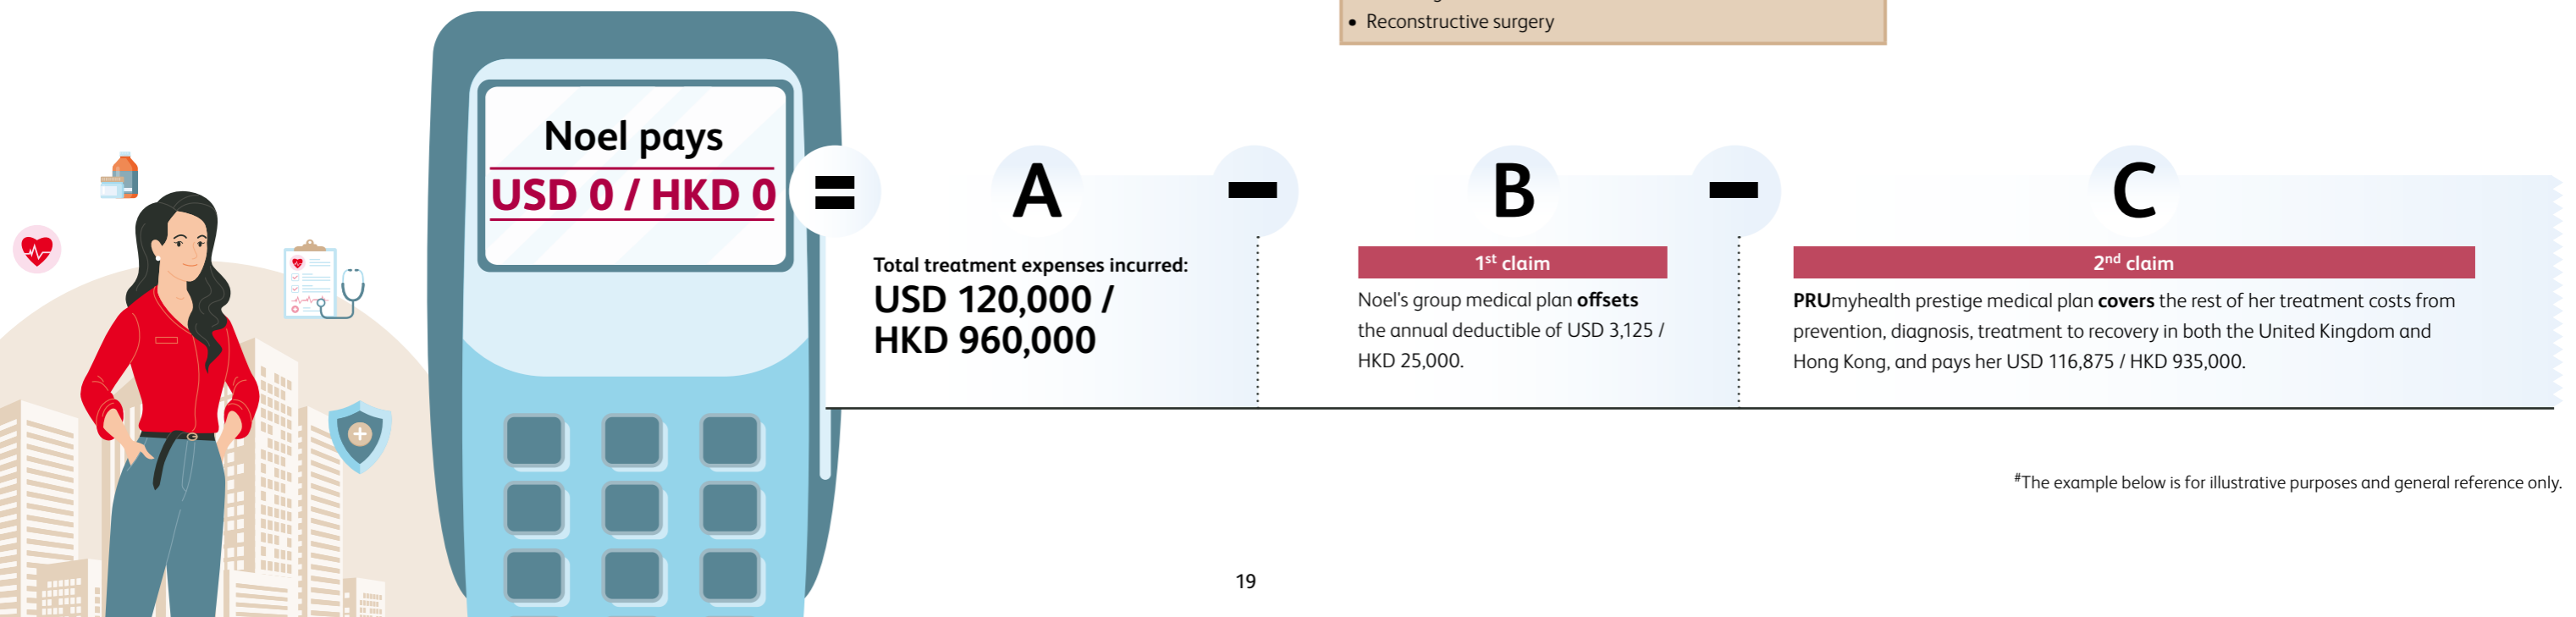 • Reconstructive surgery
Noel pays
USD 0 / HKD 0
=
A
-
B
-
C
Total treatment expenses incurred:
USD 120,000 /
HKD 960,000
1st claim
Noel's group medical plan offsets
the annual deductible of USD 3,125 /
HKD 25,000.
2nd claim
PRUmyhealth prestige medical plan covers the rest of her treatment costs from
prevention, diagnosis, treatment to recovery in both the United Kingdom and
Hong Kong, and pays her USD 116,875 / HKD 935,000.
#The example below is for illustrative purposes and general reference only.
19